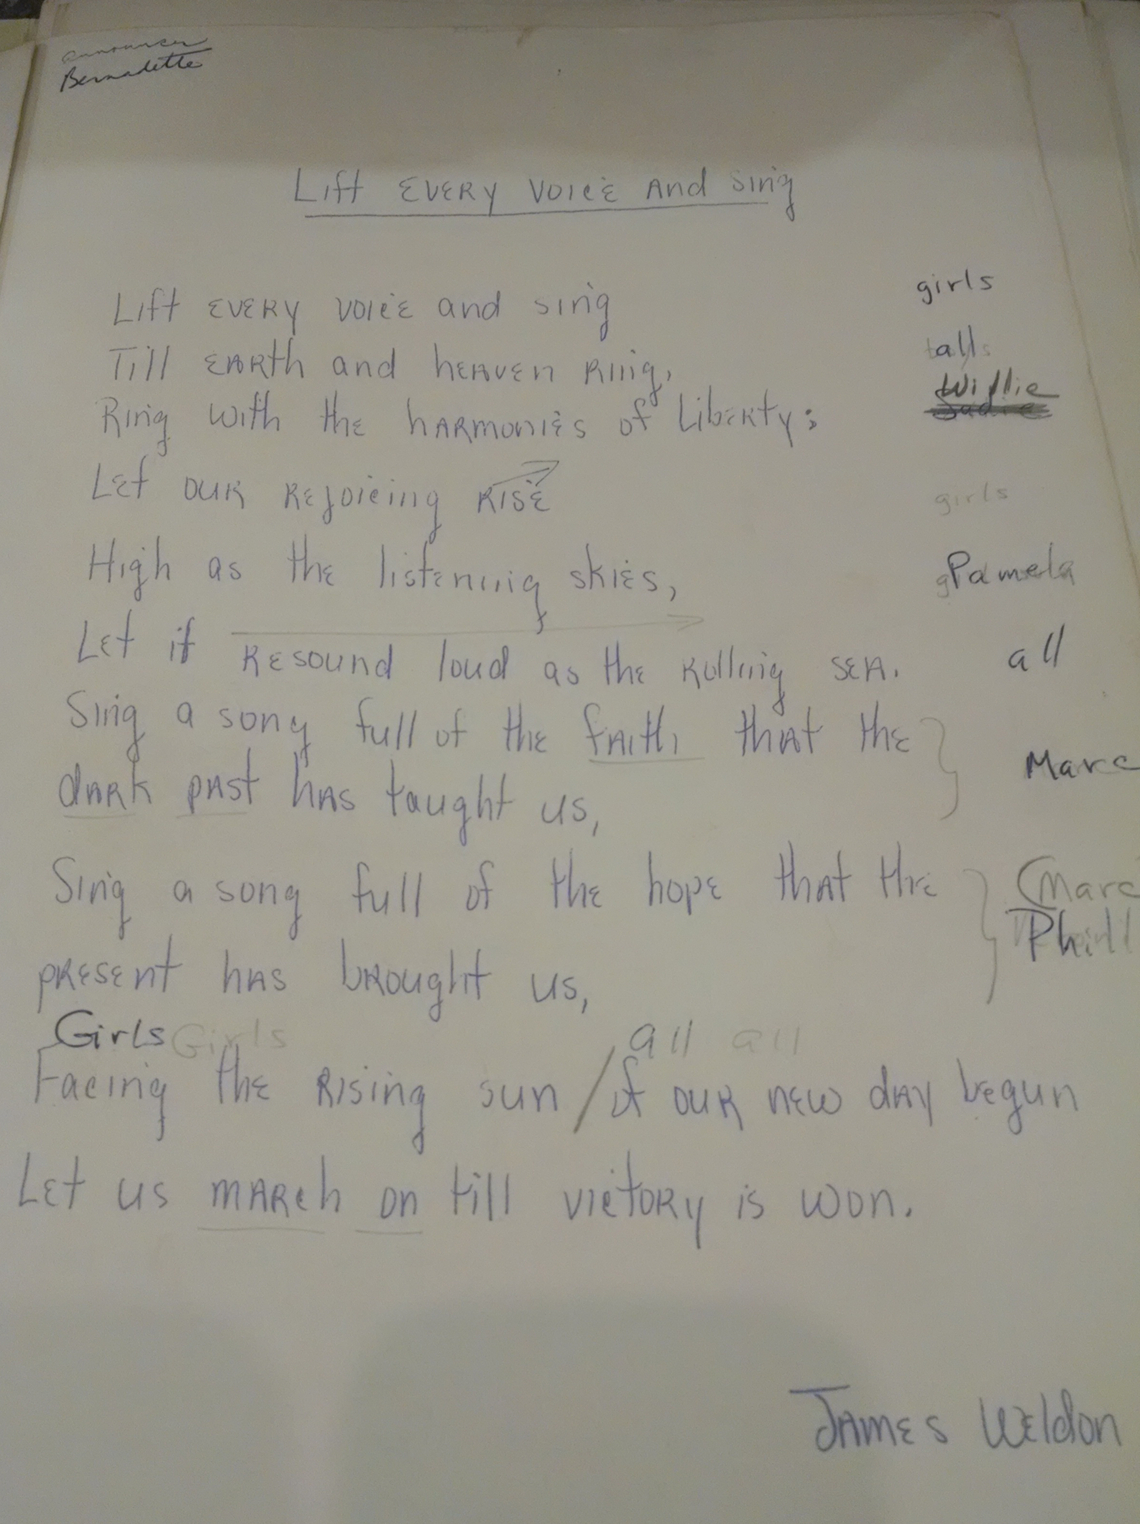 announcer
Bernadette
Lift Every Voice And Sing
Lift every voice and sing girls
Till earth and heaven ring, all
Ring with the harmonies of Liberty; Willie
Let our rejoicing rise girls
High as the listening skies, Pamela
Let it resound loud as the rolling sea. all
Sing a song full of the faith that the
dark past has taught us, Marc
Sing a song full of the hope that the (Marc
present has brought us, Phill
Girls Girls all all
Facing the rising sun / of our new day begun
Let us march on till victory is won.
James Weldon